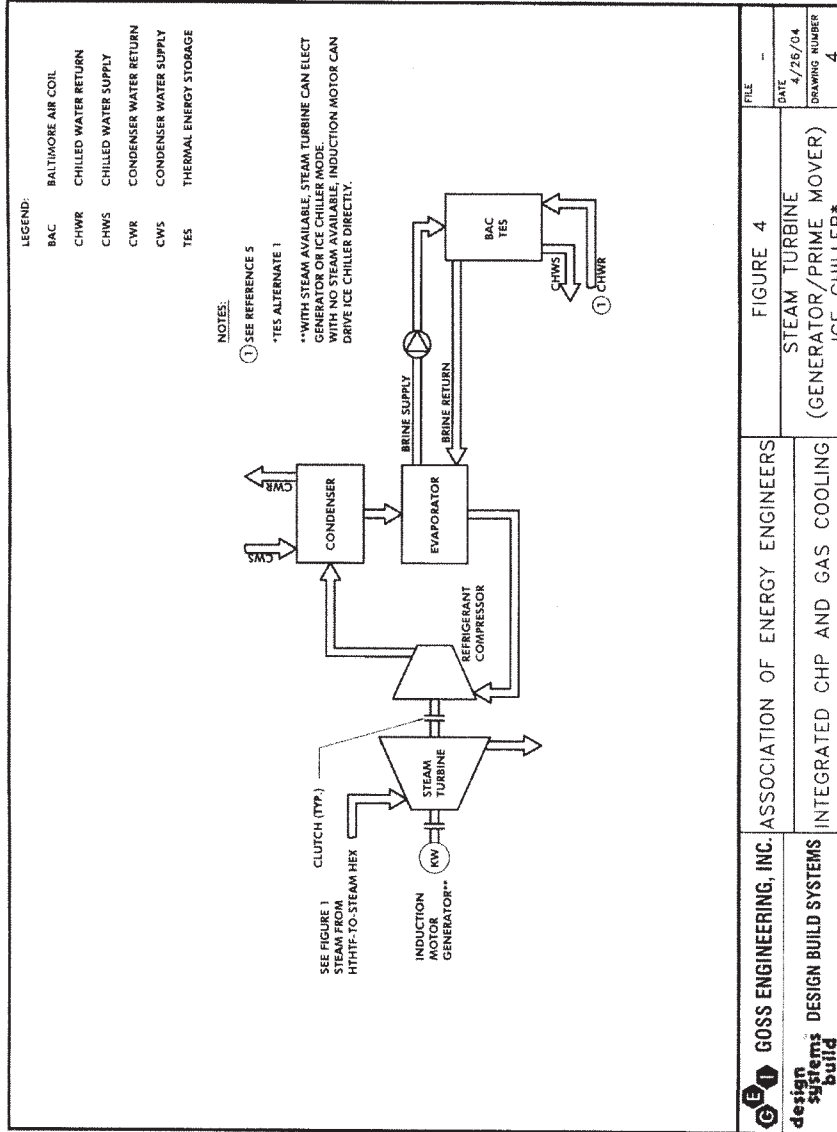 LEGEND:
BAC BALTIMORE AIR COIL
CHWR CHILLED WATER RETURN
CHWS CHILLED WATER SUPPLY
CWR CONDENSER WATER RETURN
CWS CONDENSER WATER SUPPLY
TES THERMAL ENERGY STORAGE
NOTES:
1 SEE REFERENCE 5
*TES ALTERNATE 1
**WITH STEAM AVAILABLE, STEAM TURBINE CAN ELECT
GENERATOR OR ICE CHILLER MODE.
WITH NO STEAM AVAILABLE, INDUCTION MOTOR CAN
DRIVE ICE CHILLER DIRECTLY.
CWS
CWR
CONDENSER
BRINE SUPPLY
EVAPORATOR
BRINE RETURN
BAC
TES
CHWS
1 CHWR
REFRIGERANT
COMPRESSOR
CLUTCH (TYP.)
SEE FIGURE 1
STEAM FROM
HTHTF-TO-STEAM HEX
STEAM
TURBINE
KW
INDUCTION
MOTOR
GENERATOR**
GEI GOSS ENGINEERING, INC.
design
systems
build
DESIGN BUILD SYSTEMS
ASSOCIATION OF ENERGY ENGINEERS
INTEGRATED CHP AND GAS COOLING
FIGURE 4
STEAM TURBINE
(GENERATOR/PRIME MOVER)
ICE CHILLER*
FILE
-
DATE
4/26/04
DRAWING NUMBER
4